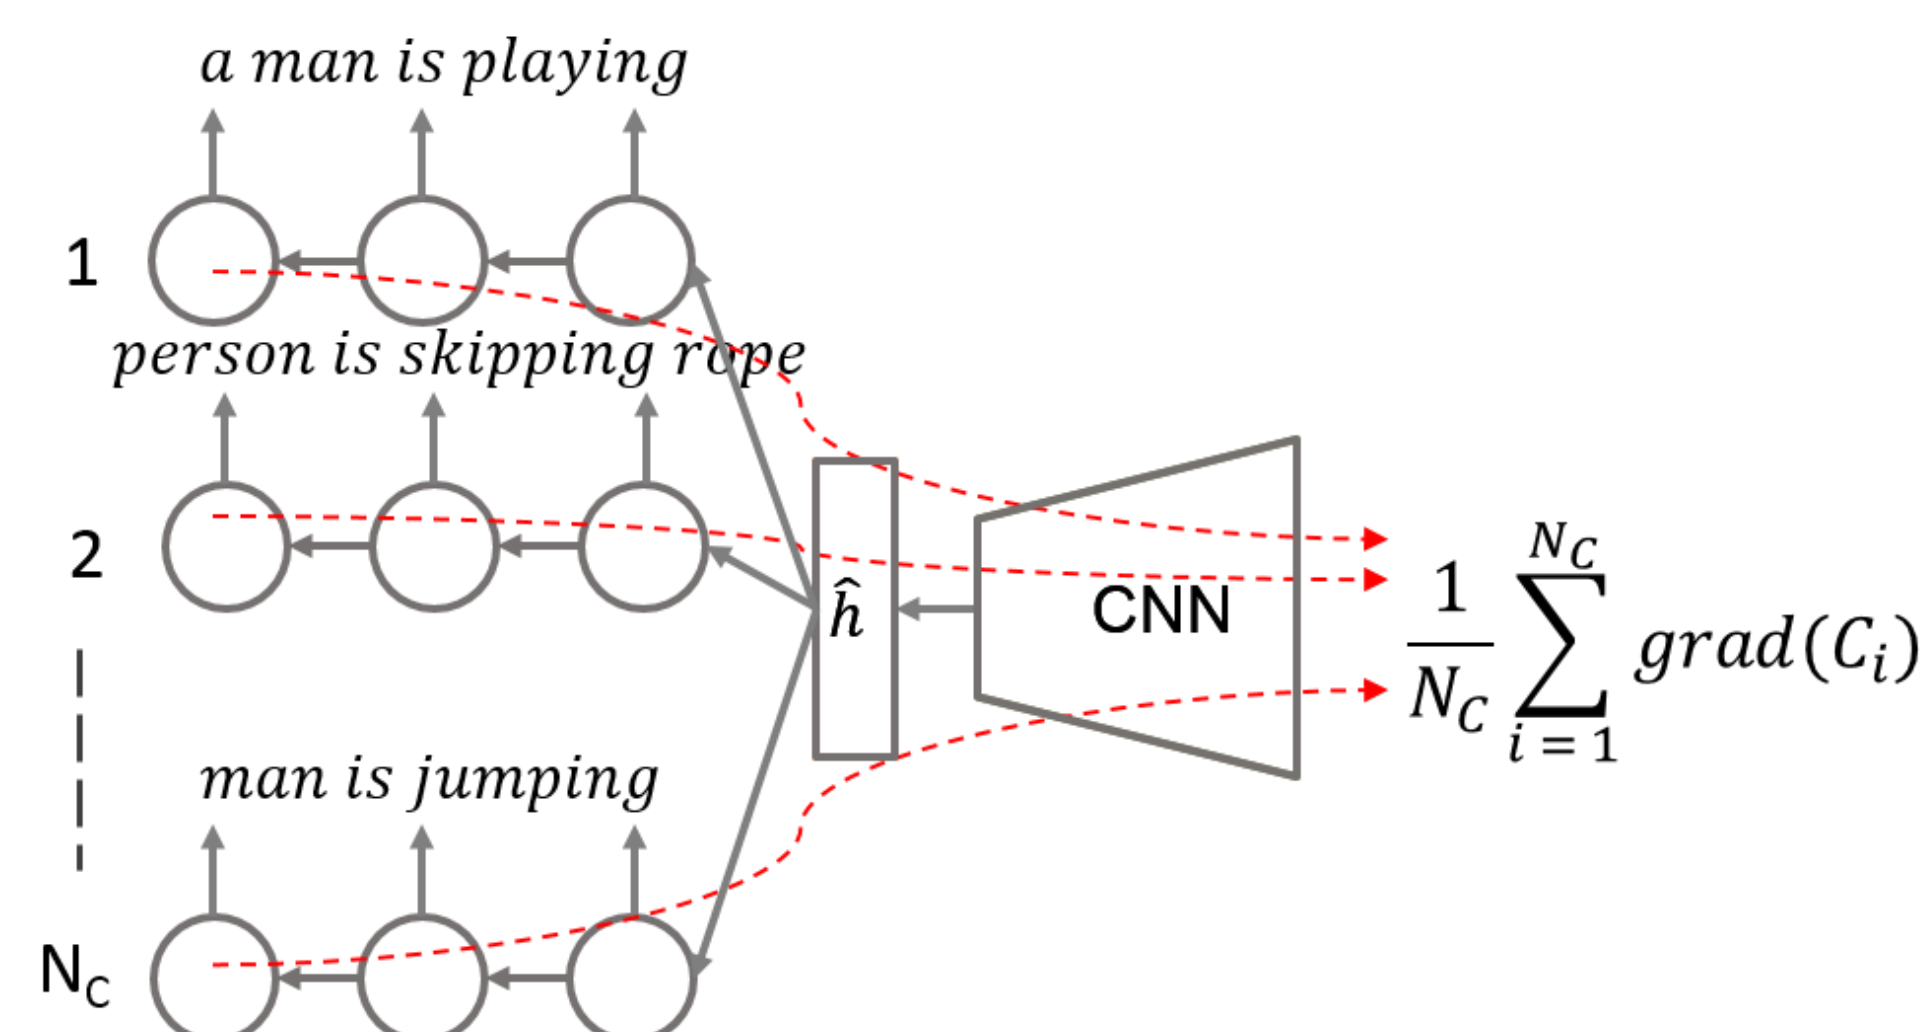 a man is playing
1
person is skipping rope
2
ĥ
CNN
1/N_C ∑_{i = 1}^{N_C} grad(C_i)
man is jumping
N_C